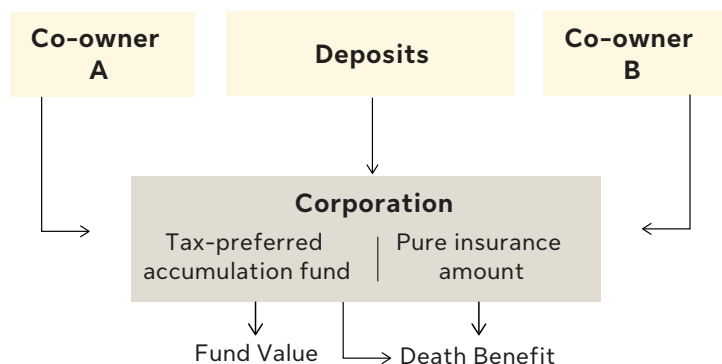 Co-owner
A
Deposits
Co-owner
B
Corporation
Tax-preferred
accumulation fund
Pure insurance
amount
Fund Value
Death Benefit